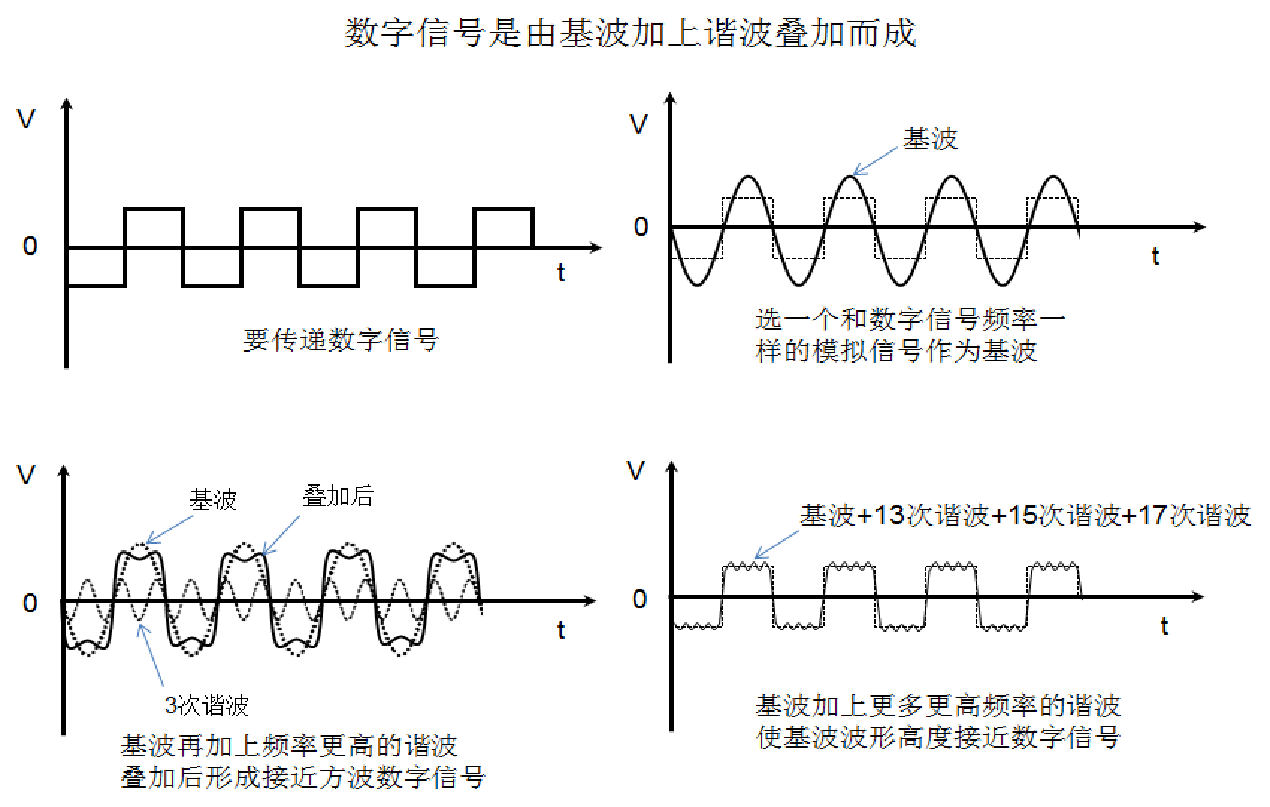 数字信号是由基波加上谐波叠加而成
V
0
t
要传递数字信号
V
基波
0
t
选一个和数字信号频率一
样的模拟信号作为基波
V
基波
叠加后
0
t
3次谐波
基波再加上频率更高的谐波
叠加后形成接近方波数字信号
V
基波+13次谐波+15次谐波+17次谐波
0
t
基波加上更多更高频率的谐波
使基波波形高度接近数字信号